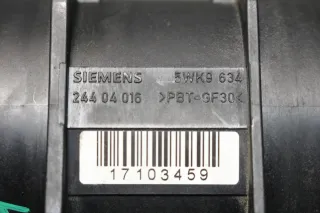 SIEMENS 5WK9 634
244 04 016 >PBT-GF30<
17103459